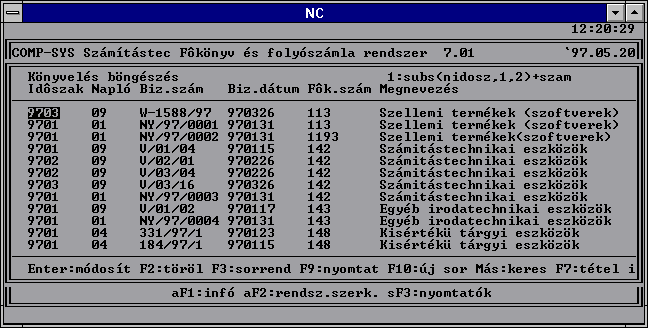 NC
12:20:29
COMP-SYS Számítástec Fôkönyv és folyószámla rendszer 7.01 `97.05.20
Könyvelés böngészés 1:subs(nidosz,1,2)+szam
Idôszak Napló Biz.szám Biz.dátum Fôk.szám Megnevezés
9703 09 W-1588/97 970326 113 Szellemi termékek (szoftverek)
9701 01 NY/97/0001 970131 113 Szellemi termékek (szoftverek)
9701 01 NY/97/0002 970131 1193 Szellemi termékek(szoftverek)
9701 09 V/01/04 970115 142 Számitástechnikai eszközök
9702 09 V/02/01 970226 142 Számitástechnikai eszközök
9702 09 V/03/04 970226 142 Számitástechnikai eszközök
9703 09 V/03/16 970326 142 Számitástechnikai eszközök
9701 01 NY/97/0003 970131 142 Számitástechnikai eszközök
9701 09 V/01/02 970117 143 Egyéb irodatechnikai eszközök
9701 01 NY/97/0004 970131 143 Egyéb irodatechnikai eszközök
9701 04 331/97/1 970123 148 Kisértékü tárgyi eszközök
9701 04 184/97/1 970115 148 Kisértékü tárgyi eszközök
Enter:módosít F2:töröl F3:sorrend F9:nyomtat F10:új sor Más:keres F7:tétel i
aF1:infó aF2:rendsz.szerk. sF3:nyomtatók